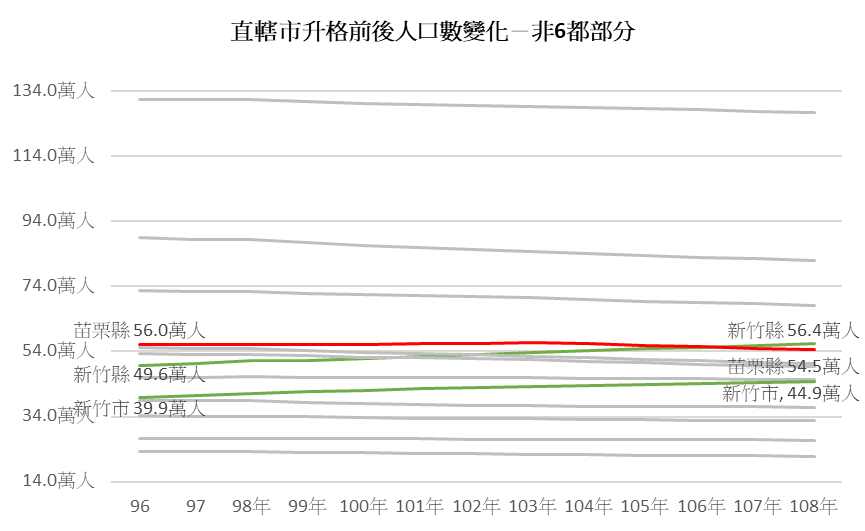 直轄市升格前後人口數變化－非6都部分
134.0萬人
114.0萬人
94.0萬人
74.0萬人
苗栗縣 56.0萬人
新竹縣 56.4萬人
54.0萬人
苗栗縣 54.5萬人
新竹縣 49.6萬人
新竹市, 44.9萬人
新竹市 39.9萬人
34.0萬人
14.0萬人
96 97 98年 99年 100年 101年 102年 103年 104年 105年 106年 107年 108年